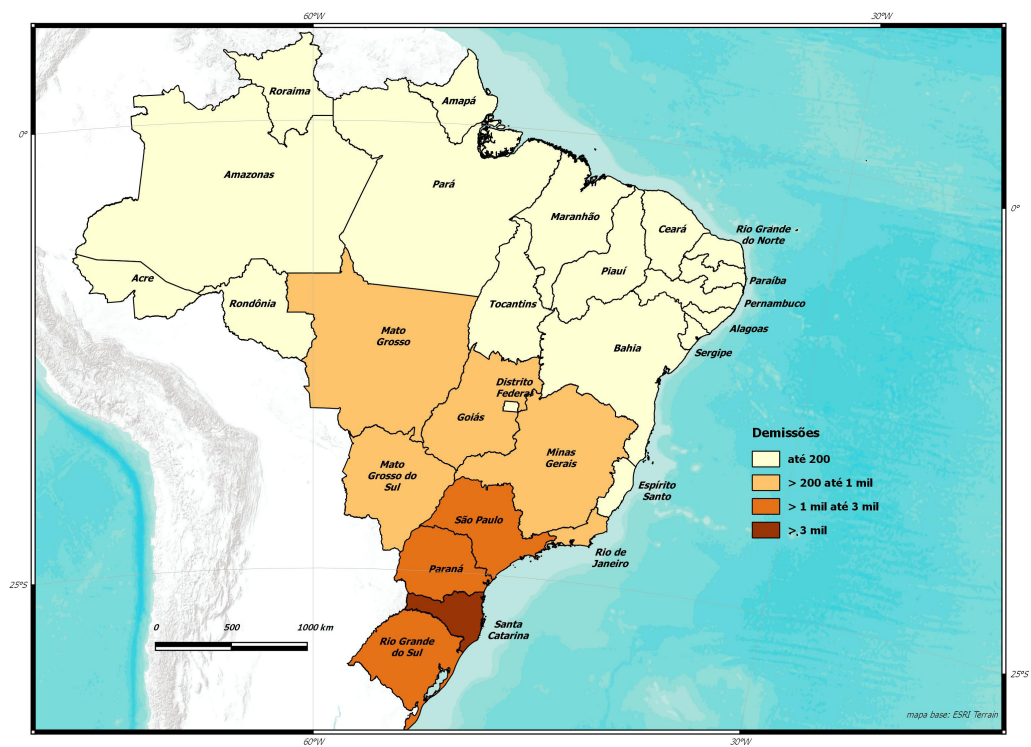 60°W
30°W
Roraima
Amapá
0°
Amazonas
Pará
Maranhão
Ceará
Rio Grande
do Norte
0°
Acre
Rondônia
Piauí
Paraíba
Pernambuco
Tocantins
Alagoas
Mato
Grosso
Bahia
Sergipe
Distrito
Federal
Goiás
Minas
Gerais
Mato
Grosso do
Sul
Espírito
Santo
São Paulo
Rio de
Janeiro
Paraná
Santa
Catarina
Rio Grande
do Sul
Demissões
até 200
> 200 até 1 mil
> 1 mil até 3 mil
> 3 mil
25°S
0
500
1000 km
25°S
mapa base: ESRI Terrain
60°W
30°W